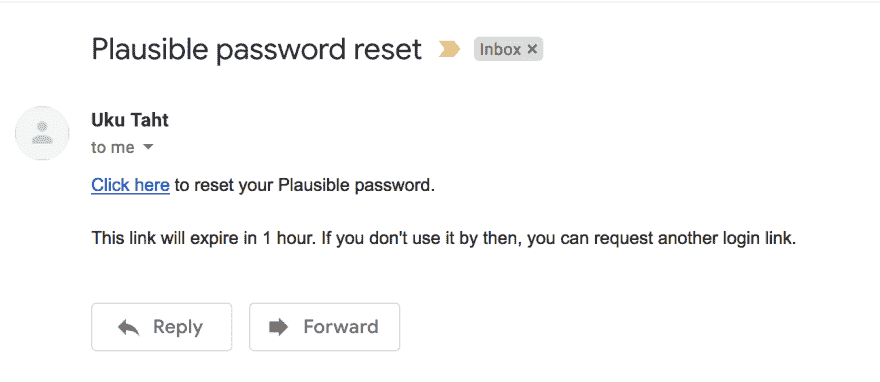 Plausible password reset Inbox ×
Uku Taht
to me
Click here to reset your Plausible password.
This link will expire in 1 hour. If you don't use it by then, you can request another login link.
Reply Forward